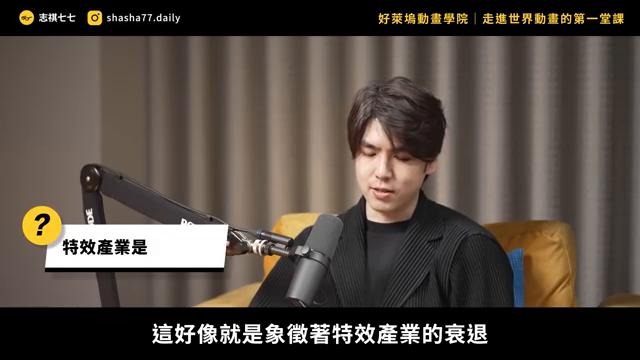 志祺七七
shasha77.daily
好萊塢動畫學院｜走進世界動畫的第一堂課
?
特效產業是
RODE
這好像就是象徵著特效產業的衰退